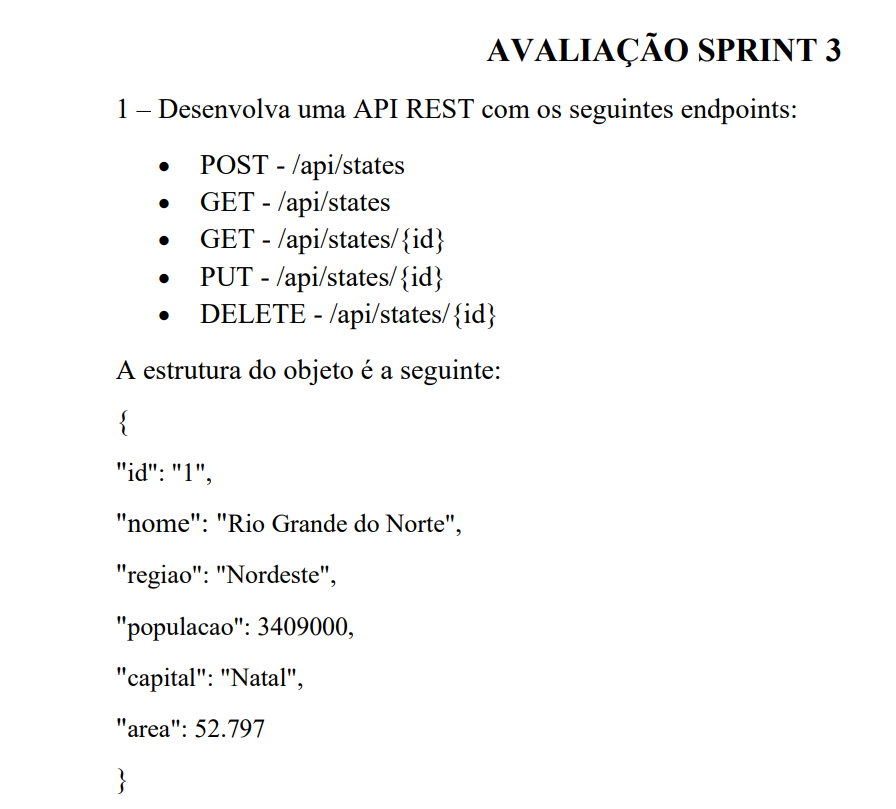 AVALIAÇÃO SPRINT 3
1 – Desenvolva uma API REST com os seguintes endpoints:
• POST - /api/states
• GET - /api/states
• GET - /api/states/{id}
• PUT - /api/states/{id}
• DELETE - /api/states/{id}
A estrutura do objeto é a seguinte:
{
"id": "1",
"nome": "Rio Grande do Norte",
"regiao": "Nordeste",
"populacao": 3409000,
"capital": "Natal",
"area": 52.797
}